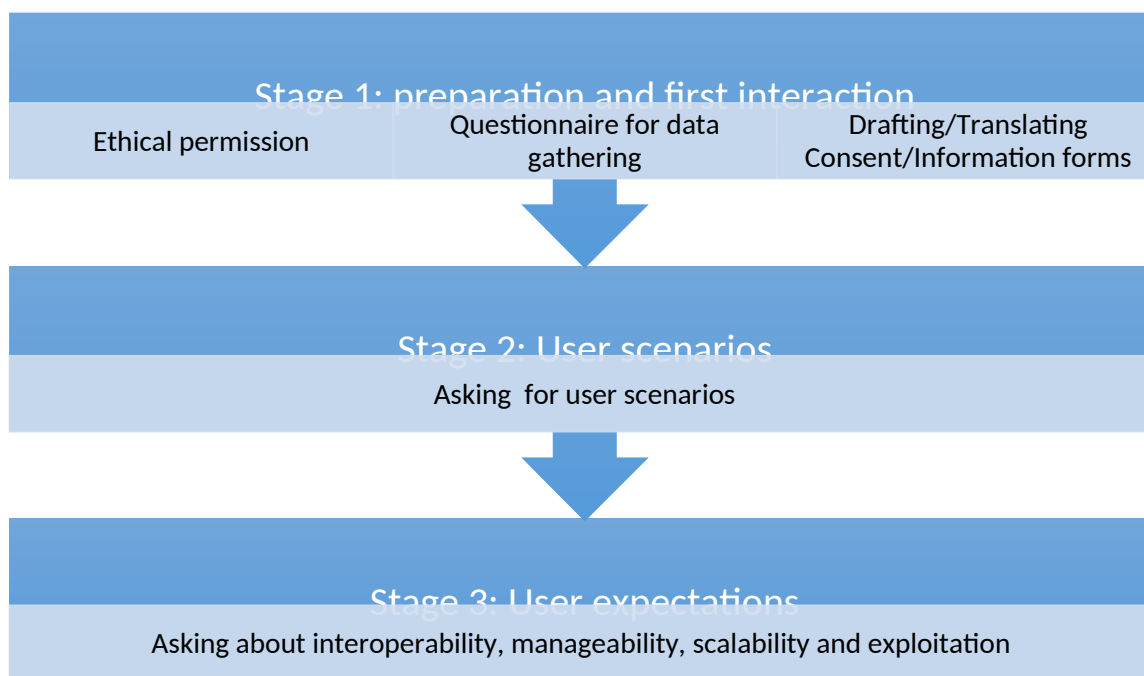 Stage 1: preparation and first interaction
Ethical permission
Questionnaire for data
gathering
Drafting/Translating
Consent/Information forms
Stage 2: User scenarios
Asking  for user scenarios
Stage 3: User expectations
Asking about interoperability, manageability, scalability and exploitation